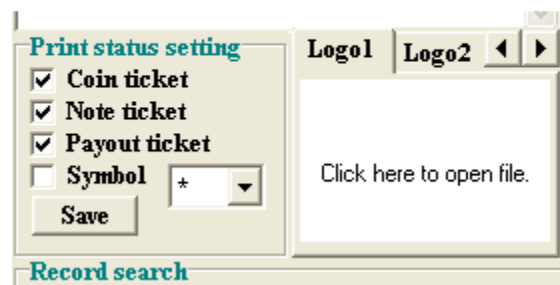 Print status setting
Coin ticket
Note ticket
Payout ticket
Symbol *
Save
Logo1 Logo2
Click here to open file.
Record search